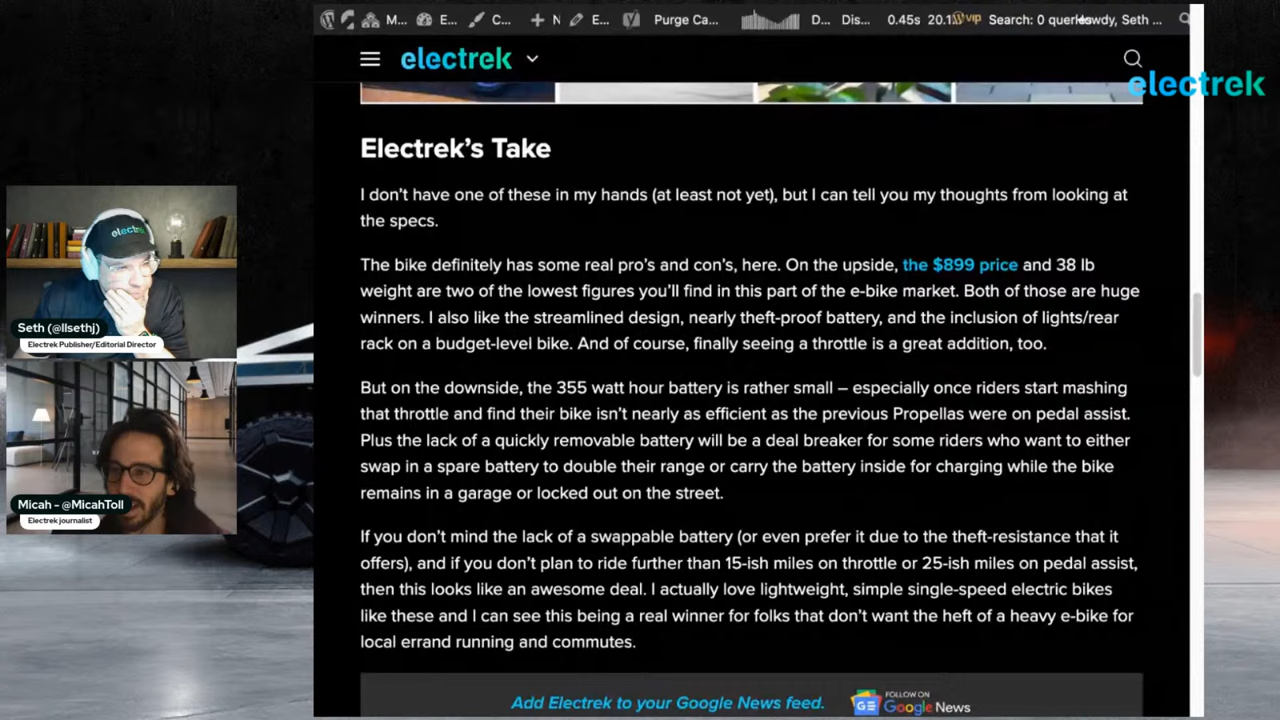 M...
E...
C...
N
E...
Purge Ca...
D...
Dis...
0.45s
20.1
VIP
Search: 0 queries
Howdy, Seth ...
electrek
electrek
Electrek's Take
I don't have one of these in my hands (at least not yet), but I can tell you my thoughts from looking at
the specs.
The bike definitely has some real pro's and con's, here. On the upside, the $899 price and 38 lb
weight are two of the lowest figures you'll find in this part of the e-bike market. Both of those are huge
winners. I also like the streamlined design, nearly theft-proof battery, and the inclusion of lights/rear
rack on a budget-level bike. And of course, finally seeing a throttle is a great addition, too.
But on the downside, the 355 watt hour battery is rather small – especially once riders start mashing
that throttle and find their bike isn't nearly as efficient as the previous Propellas were on pedal assist.
Plus the lack of a quickly removable battery will be a deal breaker for some riders who want to either
swap in a spare battery to double their range or carry the battery inside for charging while the bike
remains in a garage or locked out on the street.
If you don't mind the lack of a swappable battery (or even prefer it due to the theft-resistance that it
offers), and if you don't plan to ride further than 15-ish miles on throttle or 25-ish miles on pedal assist,
then this looks like an awesome deal. I actually love lightweight, simple single-speed electric bikes
like these and I can see this being a real winner for folks that don't want the heft of a heavy e-bike for
local errand running and commutes.
Add Electrek to your Google News feed.
GE
FOLLOW ON
Google News
Seth (@llsethj)
Electrek Publisher/Editorial Director
Micah - @MicahToll
Electrek journalist